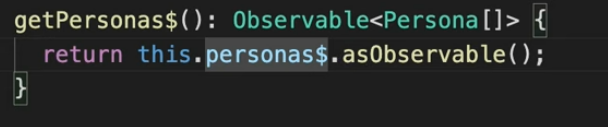 getPersonas$(): Observable<Persona[]> {
return this.personas$.asObservable();
}